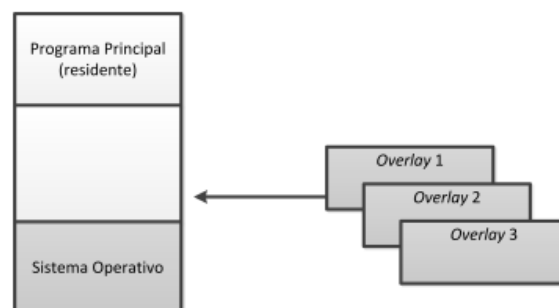 Programa Principal
(residente)
Overlay 1
Overlay 2
Overlay 3
Sistema Operativo